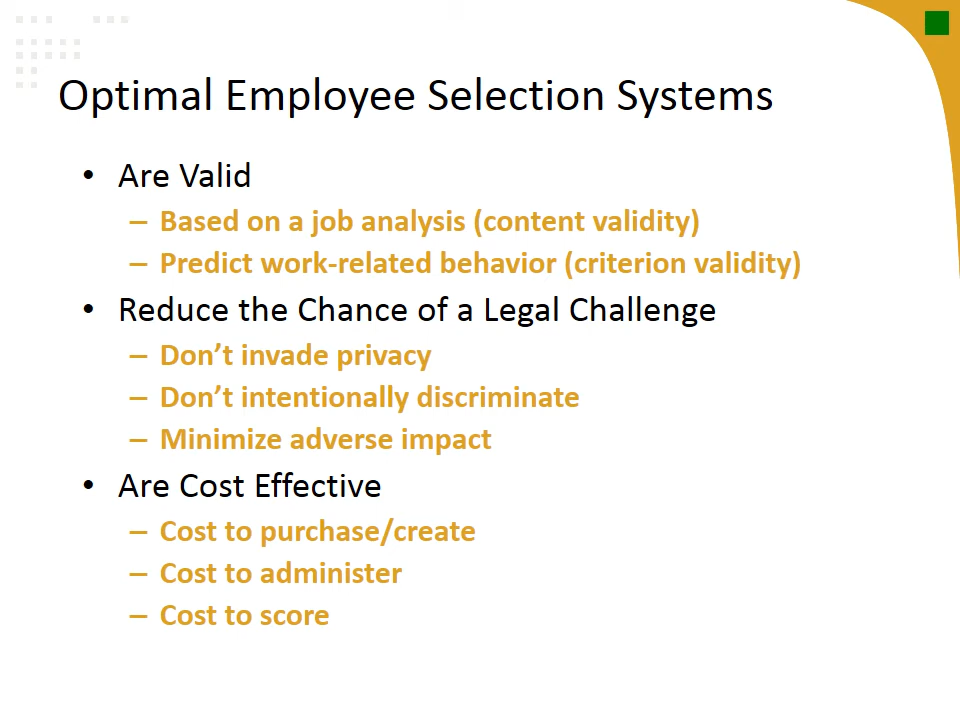 Optimal Employee Selection Systems
• Are Valid
– Based on a job analysis (content validity)
– Predict work-related behavior (criterion validity)
• Reduce the Chance of a Legal Challenge
– Don’t invade privacy
– Don’t intentionally discriminate
– Minimize adverse impact
• Are Cost Effective
– Cost to purchase/create
– Cost to administer
– Cost to score